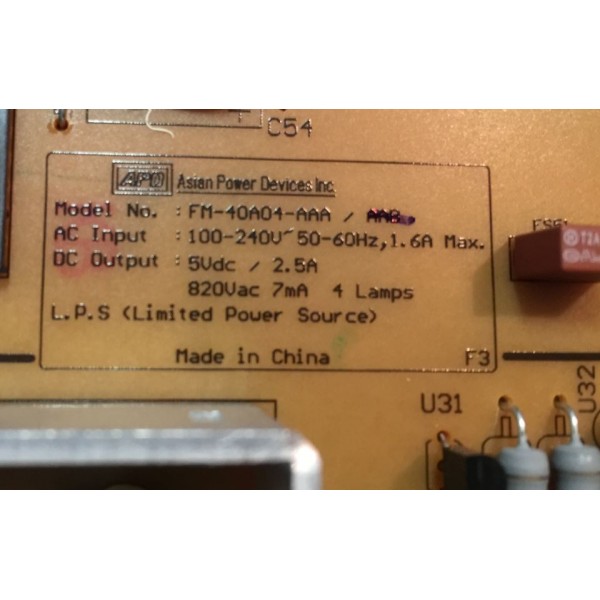 C54
APD Asian Power Devices Inc.
Model No. : FM-40A04-AAA / AAB
AC Input : 100-240V~50-60Hz,1.6A Max.
DC Output : 5Vdc / 2.5A
820Vac 7mA 4 Lamps
L.P.S (Limited Power Source)
Made in China
F3
T2A
U31
U32